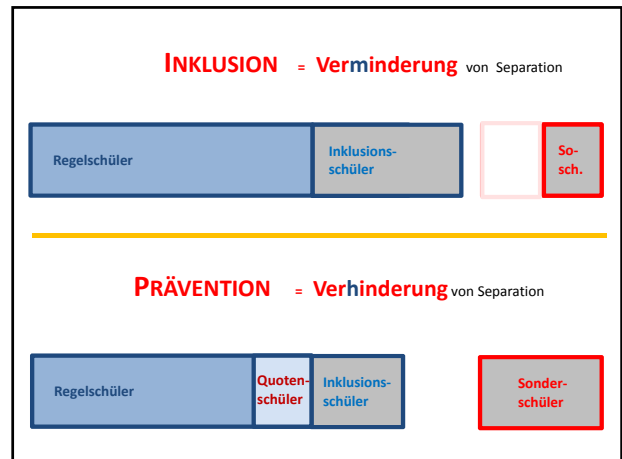 INKLUSION = Verminderung von Separation
Regelschüler
Inklusions-
schüler
So-
sch.
PRÄVENTION = Verhinderung von Separation
Regelschüler
Quoten-
schüler
Inklusions-
schüler
Sonder-
schüler